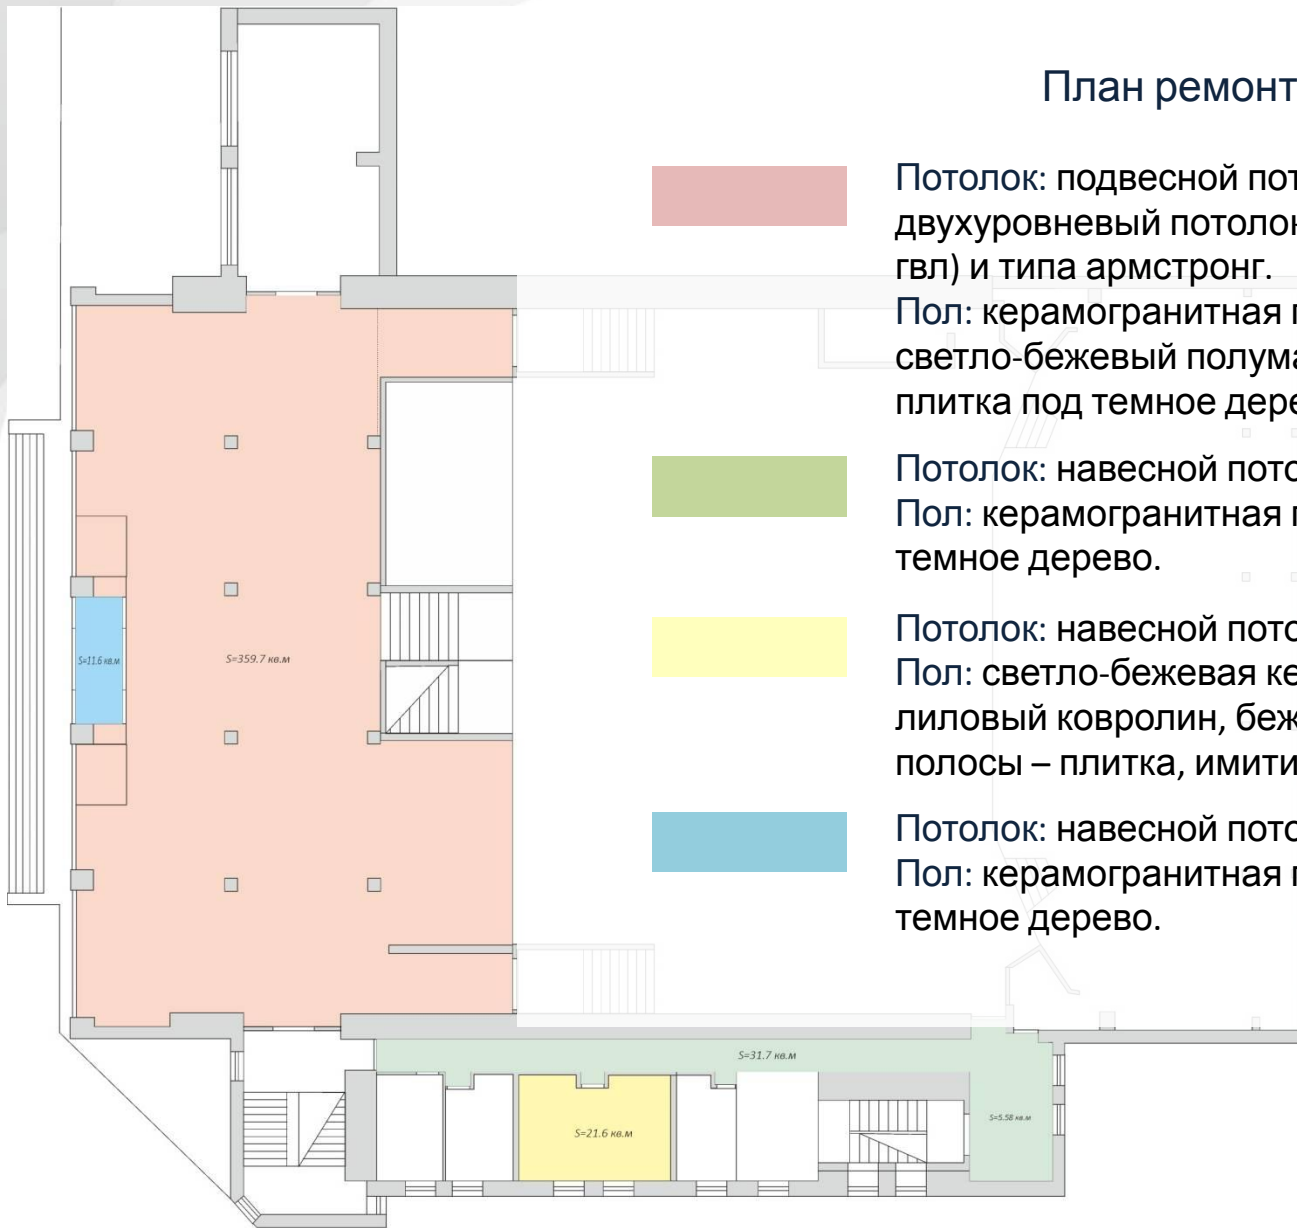 План ремонт
Потолок: подвесной пот
двухуровневый потолок
гвл) и типа армстронг.
Пол: керамогранитная п
светло-бежевый полума
плитка под темное дере
Потолок: навесной пото
Пол: керамогранитная п
темное дерево.
Потолок: навесной пото
Пол: светло-бежевая ке
лиловый ковролин, беж
полосы – плитка, имити
Потолок: навесной пото
Пол: керамогранитная п
темное дерево.
S=11.6 кв.м
S=359.7 кв.м
S=31.7 кв.м
S=21.6 кв.м
S=5.58 кв.м